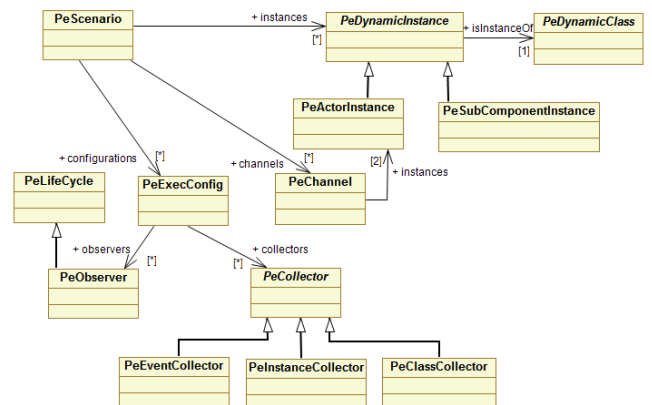 PeScenario
+ instances
[*]
PeDynamicInstance
+ isInstanceOf
[1]
PeDynamicClass
PeActorInstance
PeSubComponentInstance
[2]
+ instances
+ configurations
[*]
+ channels
[*]
PeLifeCycle
PeExecConfig
PeChannel
+ observers
[*]
+ collectors
[*]
PeObserver
PeCollector
PeEventCollector
PeInstanceCollector
PeClassCollector